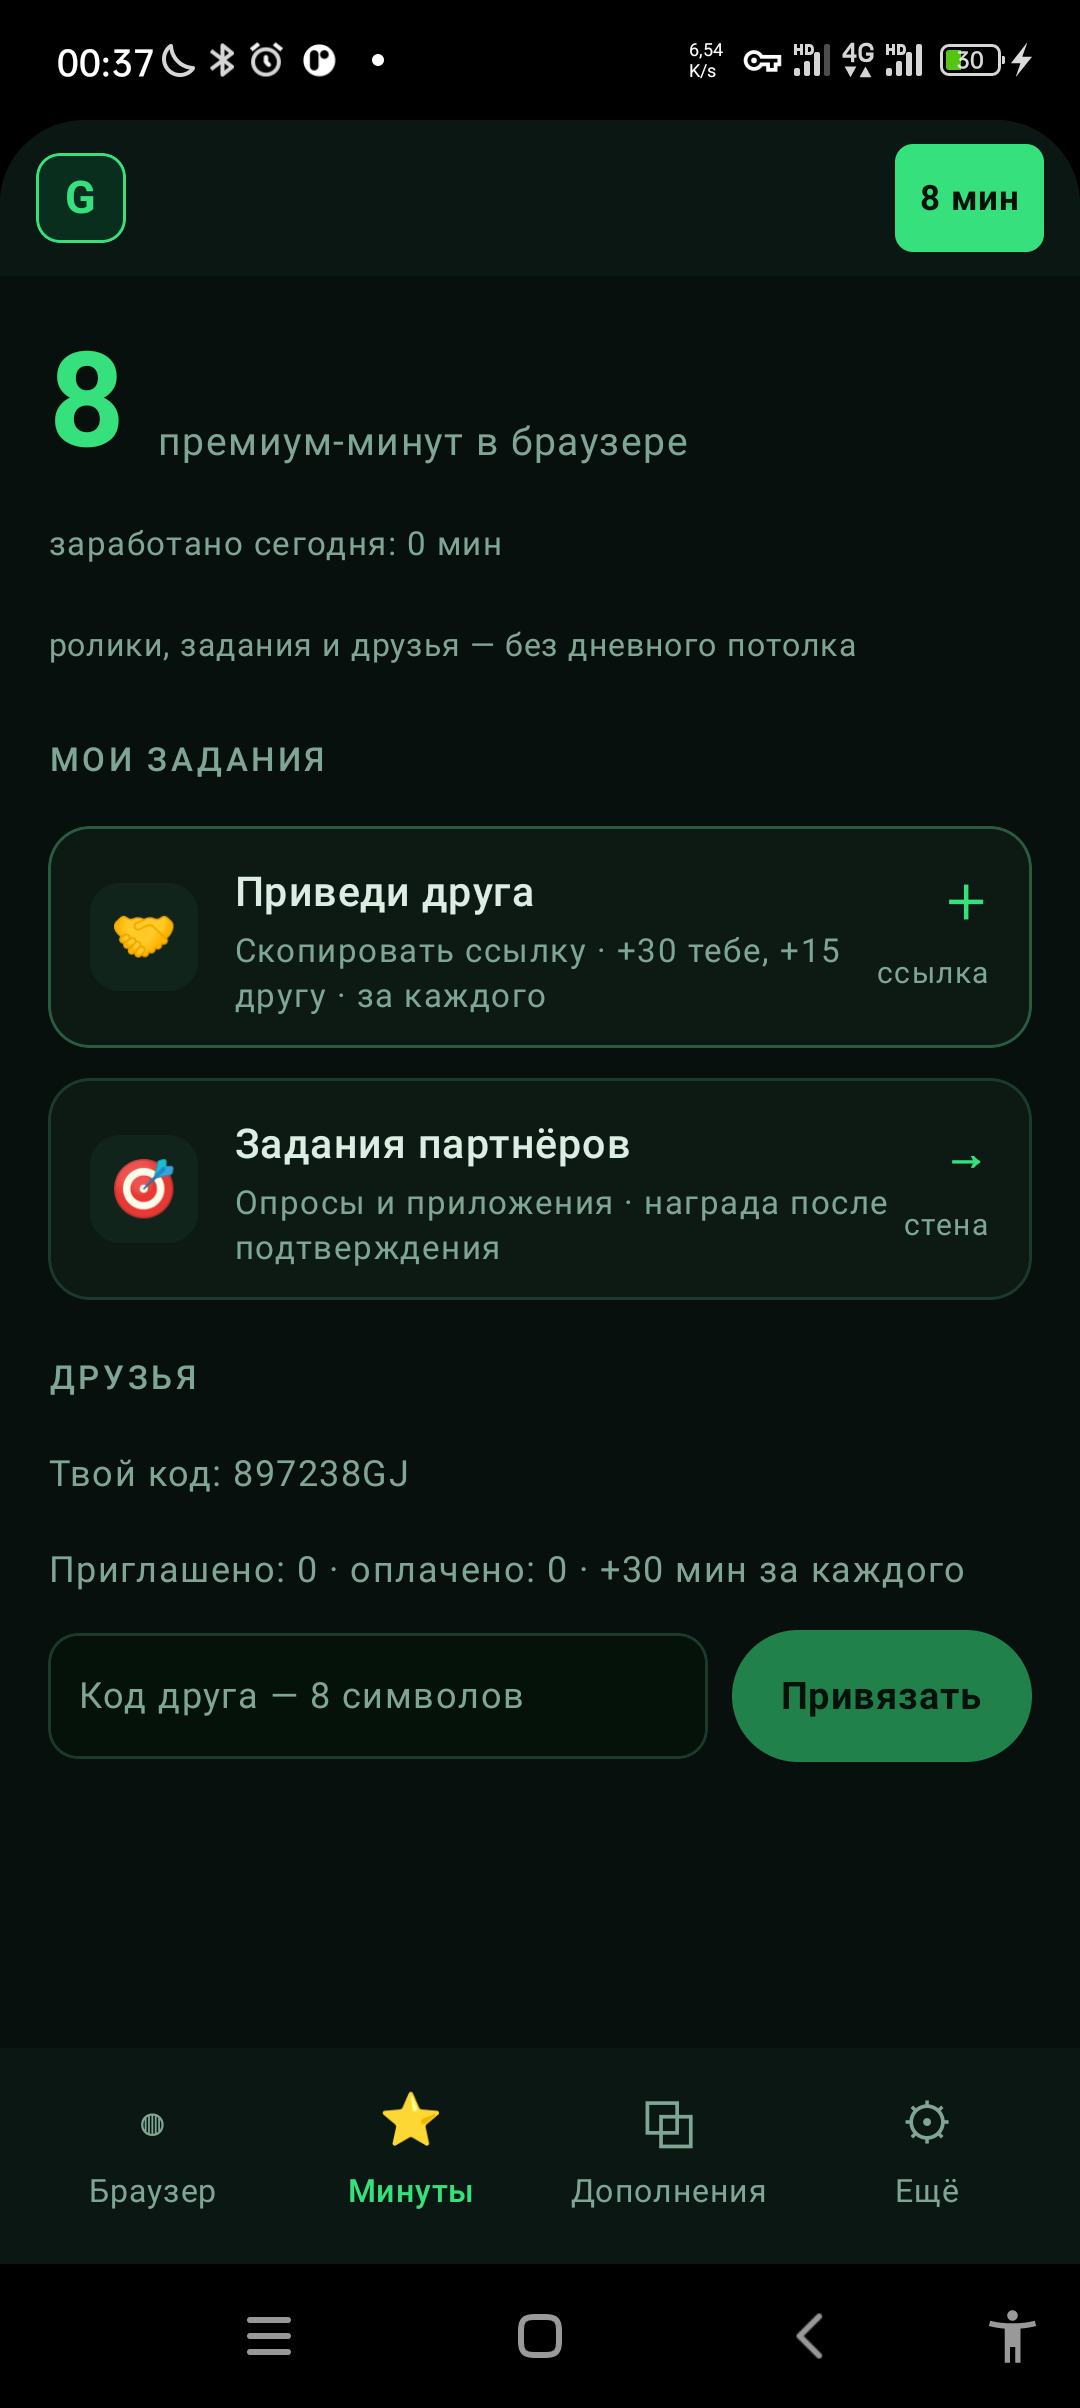 00:37
6,54
K/s
HD
4G
HD
30
G
8 мин
8
премиум-минут в браузере
заработано сегодня: 0 мин
ролики, задания и друзья — без дневного потолка
МОИ ЗАДАНИЯ
Приведи друга
Скопировать ссылку · +30 тебе, +15
другу · за каждого
+
ссылка
Задания партнёров
Опросы и приложения · награда после
подтверждения
→
стена
ДРУЗЬЯ
Твой код: 897238GJ
Приглашено: 0 · оплачено: 0 · +30 мин за каждого
Код друга — 8 символов
Привязать
Браузер
Минуты
Дополнения
Ещё